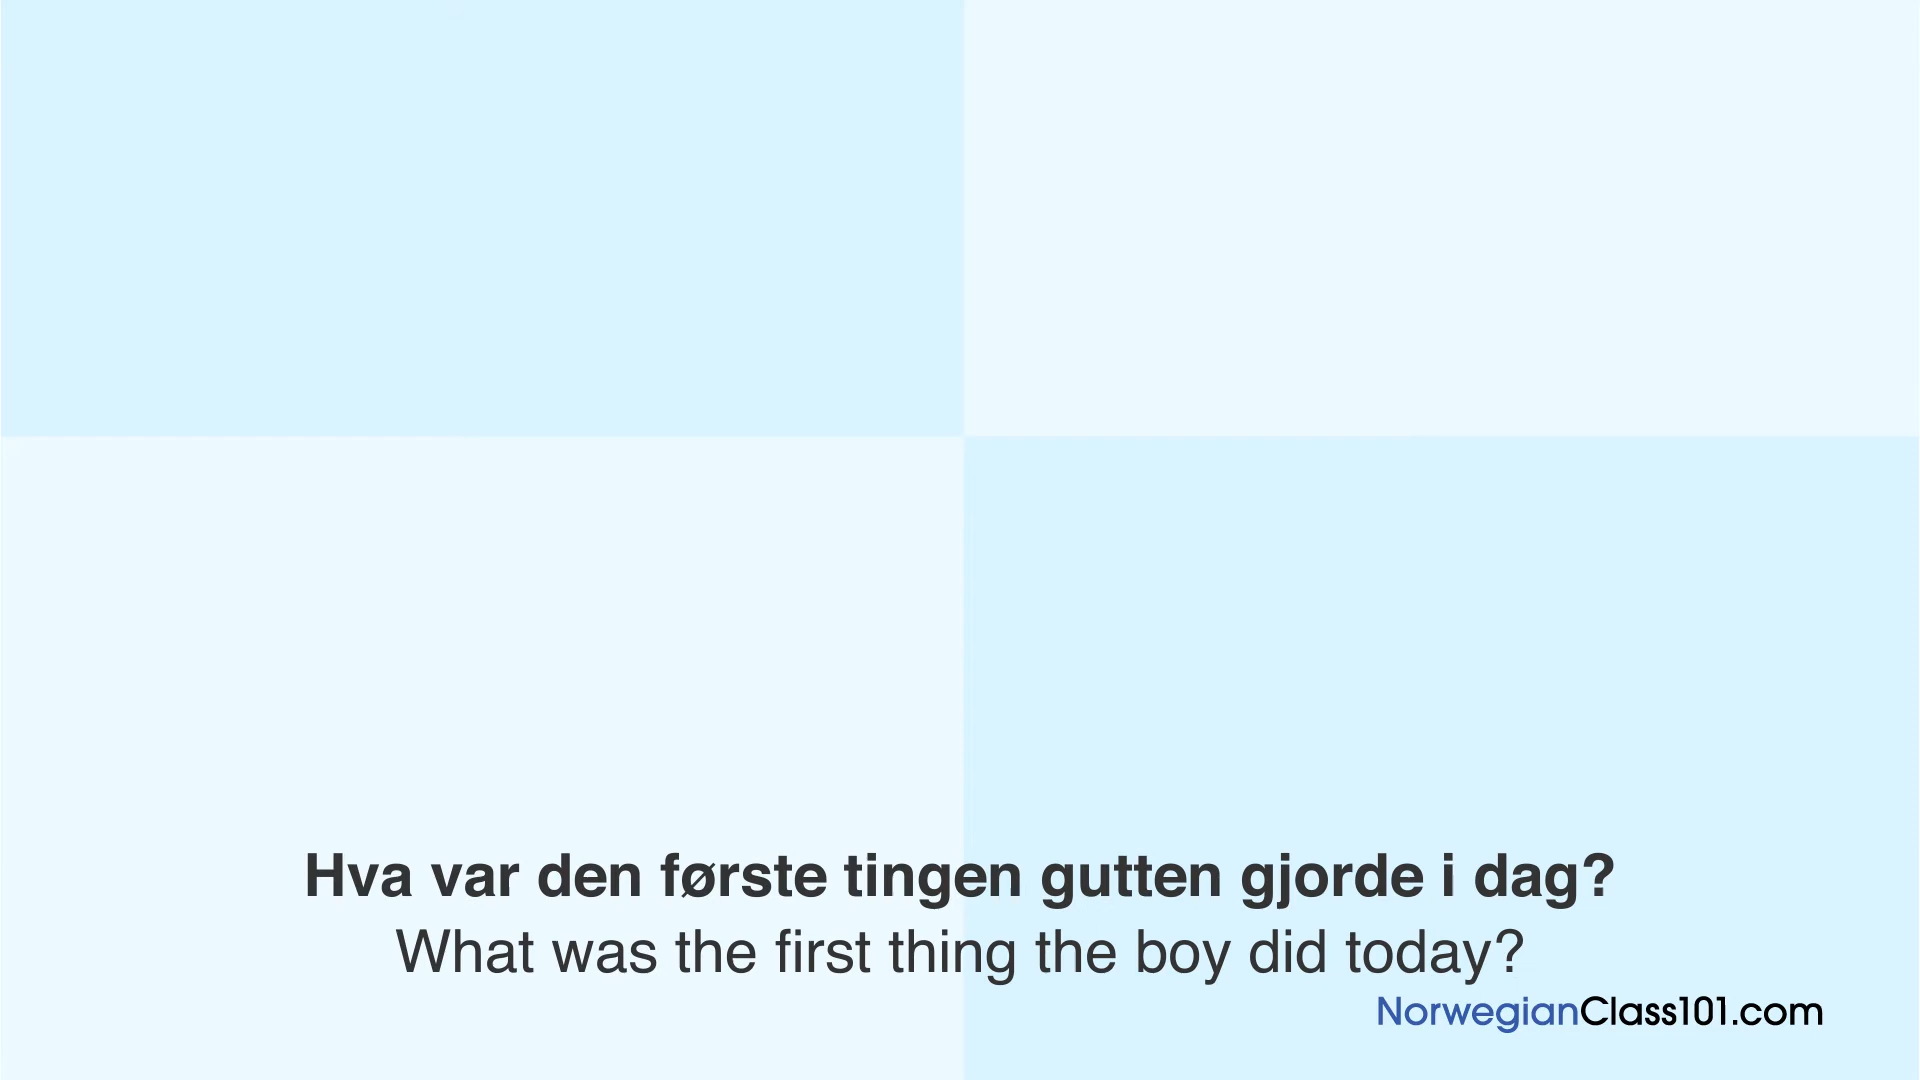 Hva var den første tingen gutten gjorde i dag?
What was the first thing the boy did today?
NorwegianClass101.com